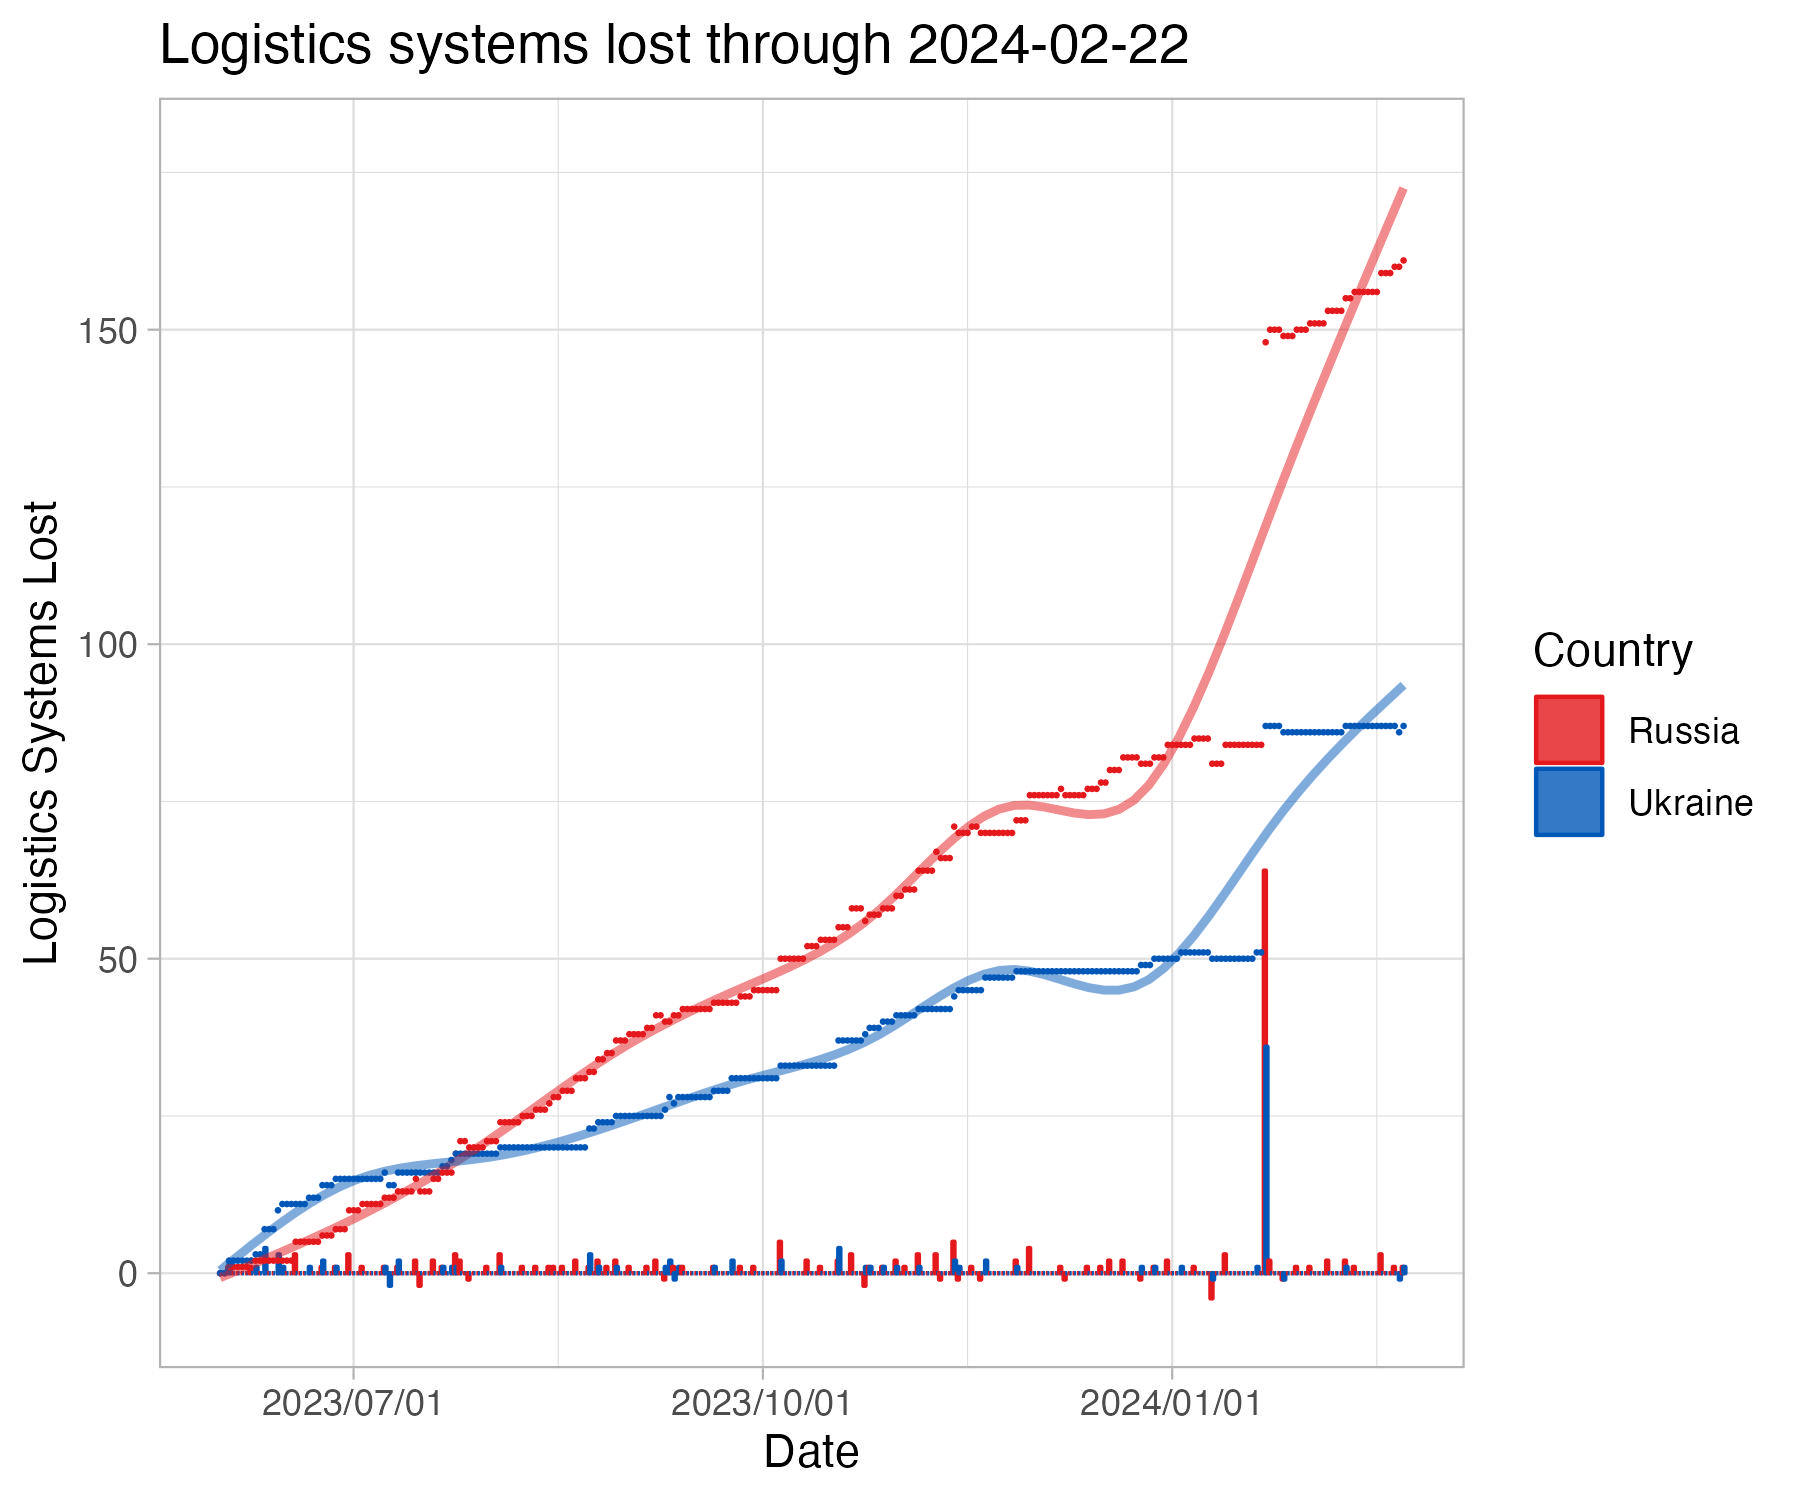 Logistics systems lost through 2024-02-22
Logistics Systems Lost
150
100
50
0
2023/07/01
2023/10/01
2024/01/01
Date
Country
Russia
Ukraine